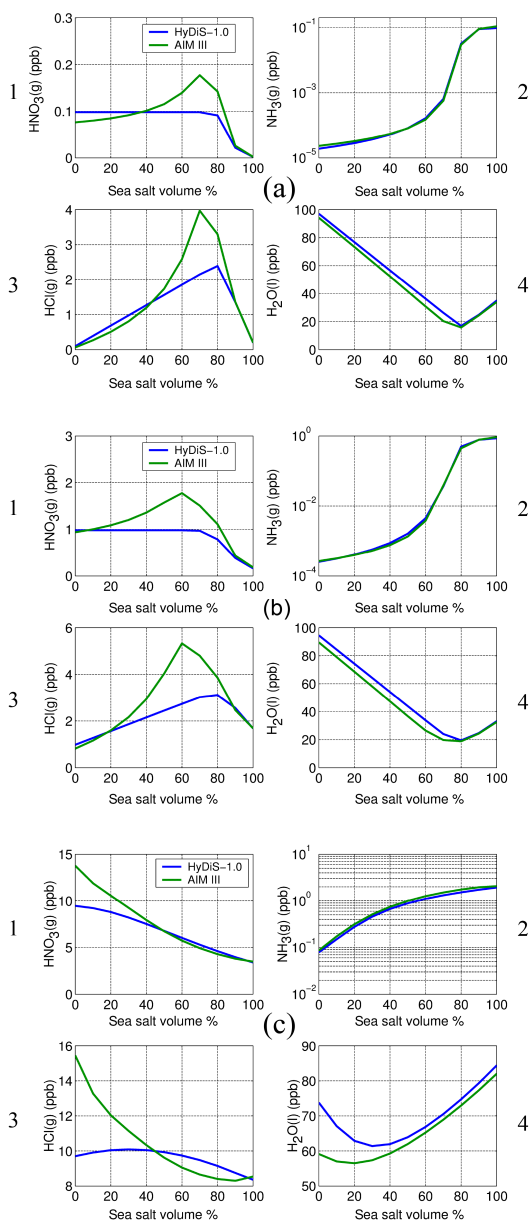 0.3
0.2
0.1
0
0 20 40 60 80 100
HNO3(g) (ppb)
Sea salt volume %
HyDiS−1.0
AIM III
1
10−1
10−3
10−5
0 20 40 60 80 100
NH3(g) (ppb)
Sea salt volume %
2
(a)
4
3
2
1
0
0 20 40 60 80 100
HCl(g) (ppb)
Sea salt volume %
3
100
80
60
40
20
0
0 20 40 60 80 100
H2O(l) (ppb)
Sea salt volume %
4
3
2
1
0
0 20 40 60 80 100
HNO3(g) (ppb)
Sea salt volume %
HyDiS−1.0
AIM III
1
100
10−2
10−4
0 20 40 60 80 100
NH3(g) (ppb)
Sea salt volume %
2
(b)
6
4
2
0
0 20 40 60 80 100
HCl(g) (ppb)
Sea salt volume %
3
100
80
60
40
20
0
0 20 40 60 80 100
H2O(l) (ppb)
Sea salt volume %
4
15
10
5
0
0 20 40 60 80 100
HNO3(g) (ppb)
Sea salt volume %
HyDiS−1.0
AIM III
1
101
100
10−1
10−2
0 20 40 60 80 100
NH3(g) (ppb)
Sea salt volume %
2
(c)
16
14
12
10
8
0 20 40 60 80 100
HCl(g) (ppb)
Sea salt volume %
3
90
80
70
60
50
0 20 40 60 80 100
H2O(l) (ppb)
Sea salt volume %
4